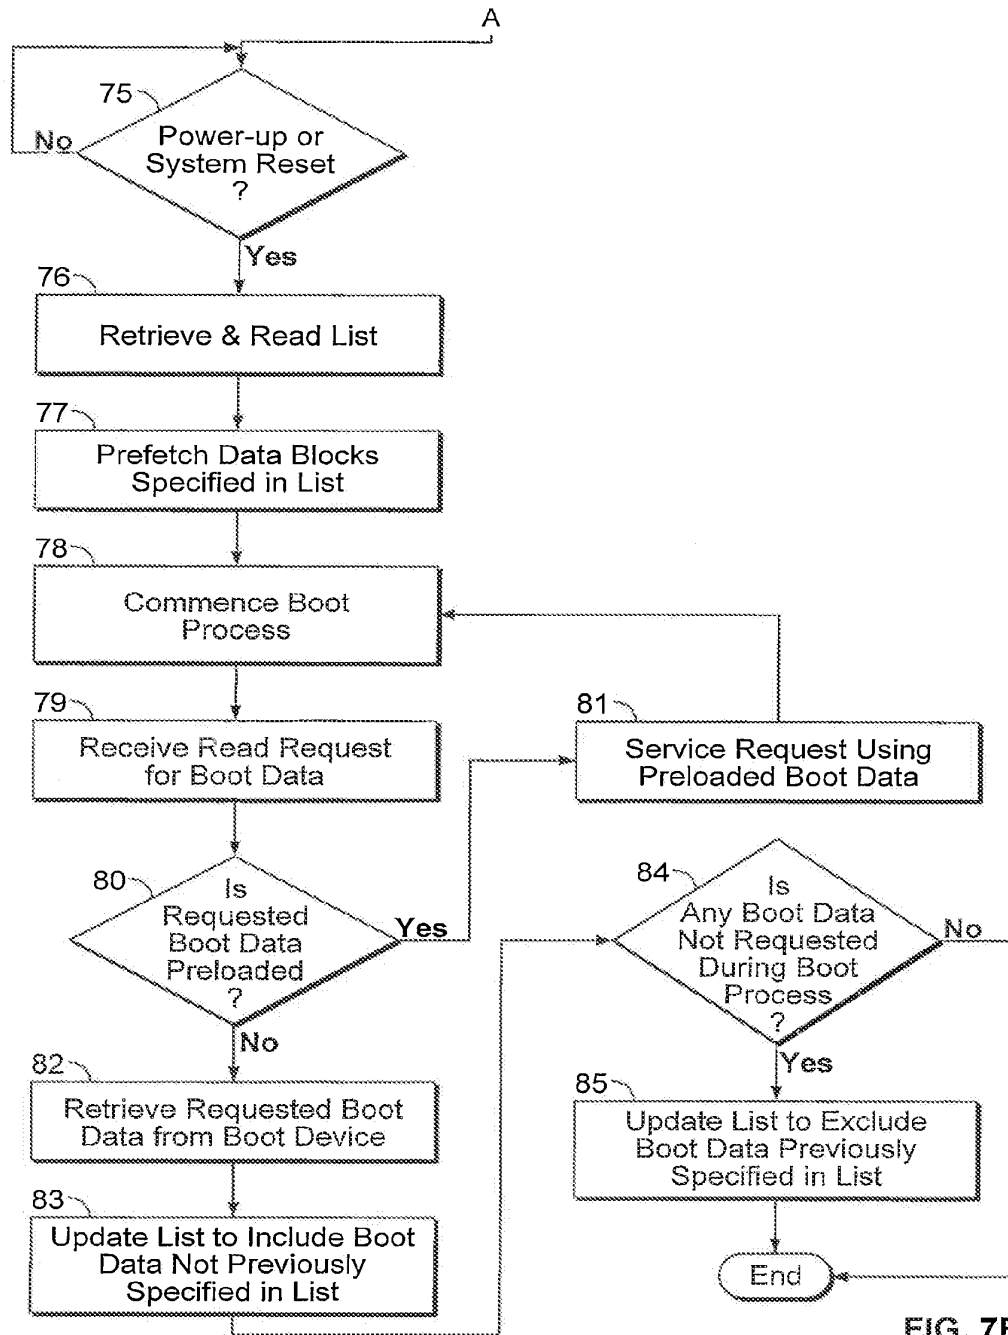 A
75
Power-up or
System Reset
?
No
Yes
76
Retrieve & Read List
77
Prefetch Data Blocks
Specified in List
78
Commence Boot
Process
79
Receive Read Request
for Boot Data
80
Is
Requested
Boot Data
Preloaded
?
Yes
No
81
Service Request Using
Preloaded Boot Data
82
Retrieve Requested Boot
Data from Boot Device
83
Update List to Include Boot
Data Not Previously
Specified in List
84
Is
Any Boot Data
Not Requested
During Boot
Process
?
No
Yes
85
Update List to Exclude
Boot Data Previously
Specified in List
End
FIG.